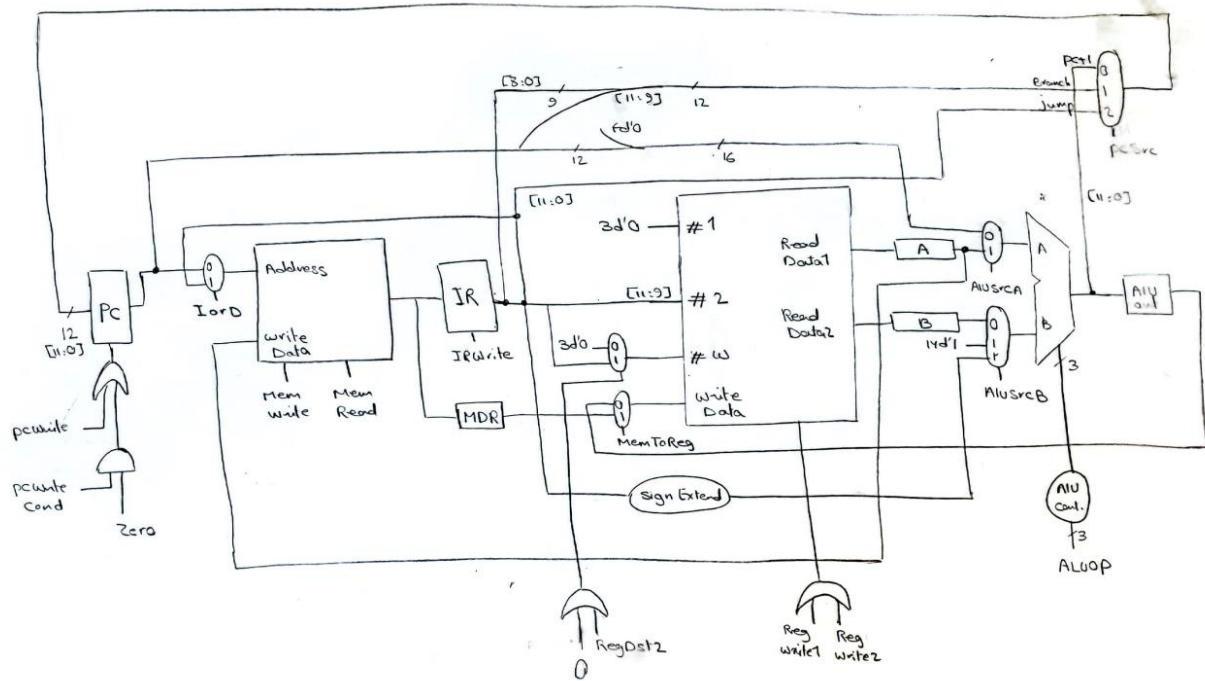 [8:0]
9
[11:9]
12
PC+1
0
Branch
1
jump
2
PCSrc
12
16
[11:0]
[11:0]
3d'0
#1
Read
Data1
A
0
1
AluSrcA
A
0
1
IorD
Address
PC
12
[11:0]
IR
IRWrite
[11:9]
#2
Read
Data2
B
0
1
AluSrcB
B
ALU
out
Write
Data
Mem
Write
Mem
Read
3d'0
0
1
#W
MDR
0
1
Write
Data
MemToReg
3
PCWrite
PCWrite
Cond
Zero
Sign Extend
ALU
cont.
3
ALUOP
RegDst2
Reg
Write1
Reg
Write2